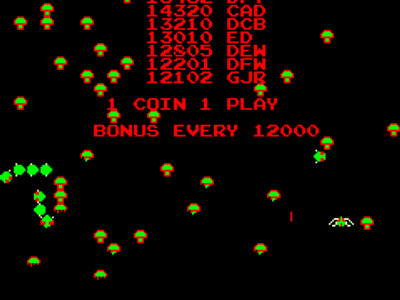 14320 CAD
13210 DCB
13010 ED
12805 DEW
12201 DFW
12102 GJR
1 COIN 1 PLAY
BONUS EVERY 12000